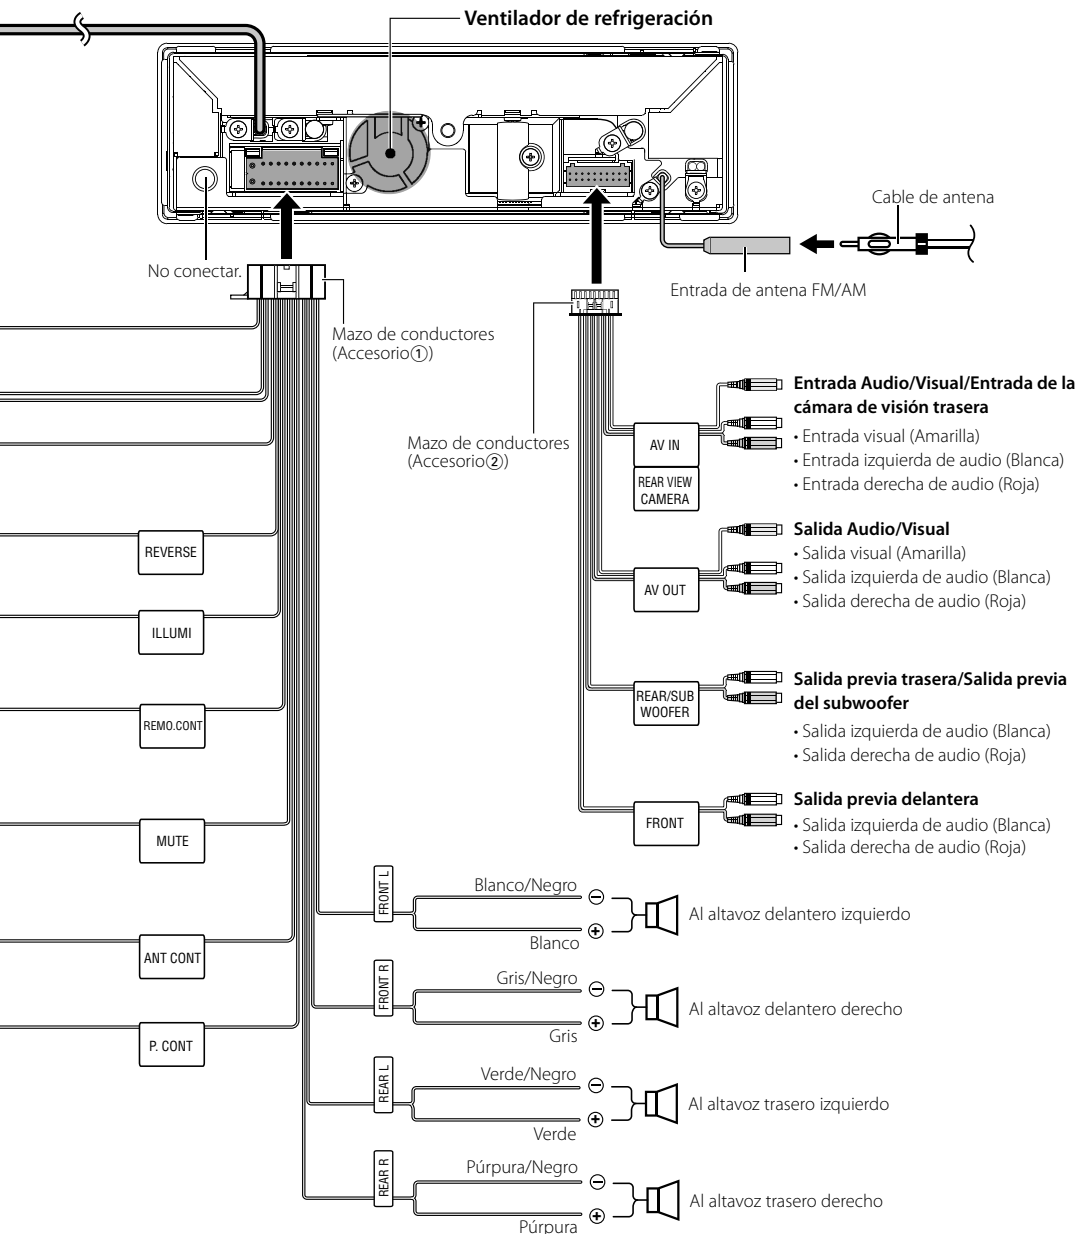 Ventilador de refrigeración
Cable de antena
No conectar.
Entrada de antena FM/AM
Mazo de conductores
(Accesorio①)
Mazo de conductores
(Accesorio②)
AV IN
REAR VIEW
CAMERA
Entrada Audio/Visual/Entrada de la
cámara de visión trasera
• Entrada visual (Amarilla)
• Entrada izquierda de audio (Blanca)
• Entrada derecha de audio (Roja)
REVERSE
AV OUT
Salida Audio/Visual
• Salida visual (Amarilla)
• Salida izquierda de audio (Blanca)
• Salida derecha de audio (Roja)
ILLUMI
REMO.CONT
REAR/SUB
WOOFER
Salida previa trasera/Salida previa
del subwoofer
• Salida izquierda de audio (Blanca)
• Salida derecha de audio (Roja)
MUTE
FRONT
Salida previa delantera
• Salida izquierda de audio (Blanca)
• Salida derecha de audio (Roja)
FRONT L
Blanco/Negro
⊖
⊕
Blanco
Al altavoz delantero izquierdo
ANT CONT
FRONT R
Gris/Negro
⊖
⊕
Gris
Al altavoz delantero derecho
P. CONT
REAR L
Verde/Negro
⊖
⊕
Verde
Al altavoz trasero izquierdo
REAR R
Púrpura/Negro
⊖
⊕
Púrpura
Al altavoz trasero derecho